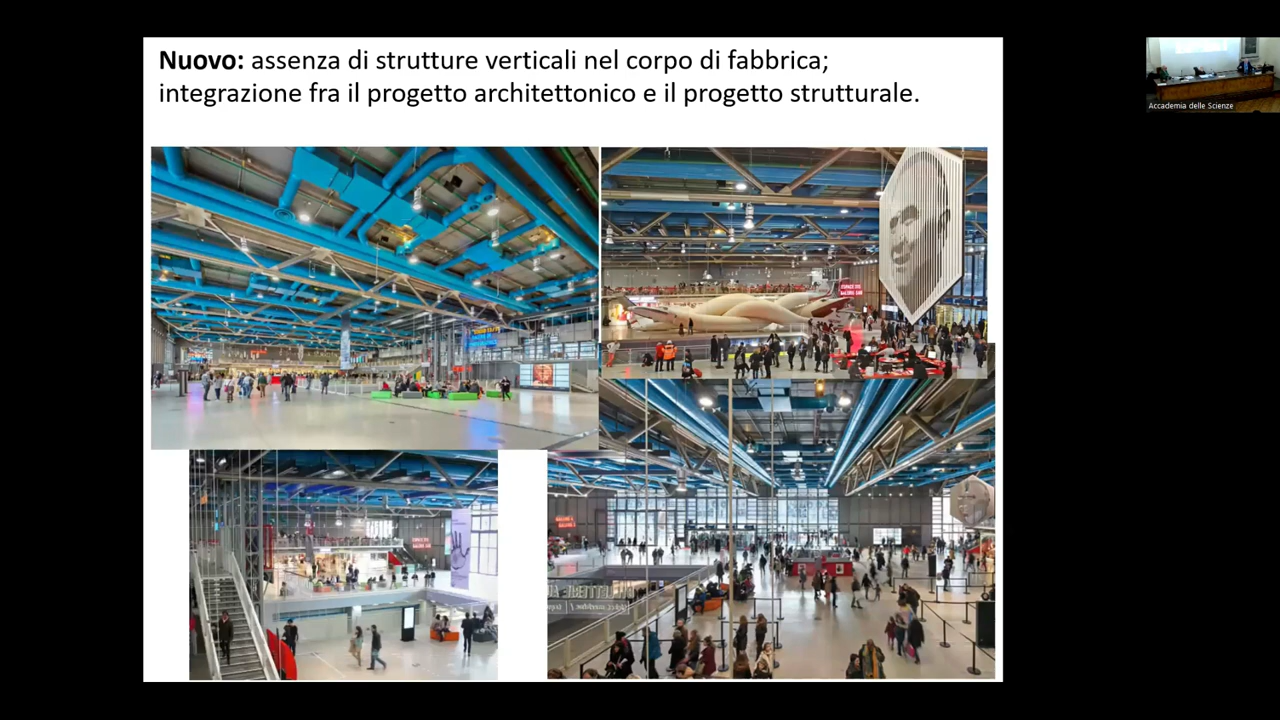 Nuovo: assenza di strutture verticali nel corpo di fabbrica;
integrazione fra il progetto architettonico e il progetto strutturale.
Accademia delle Scienze